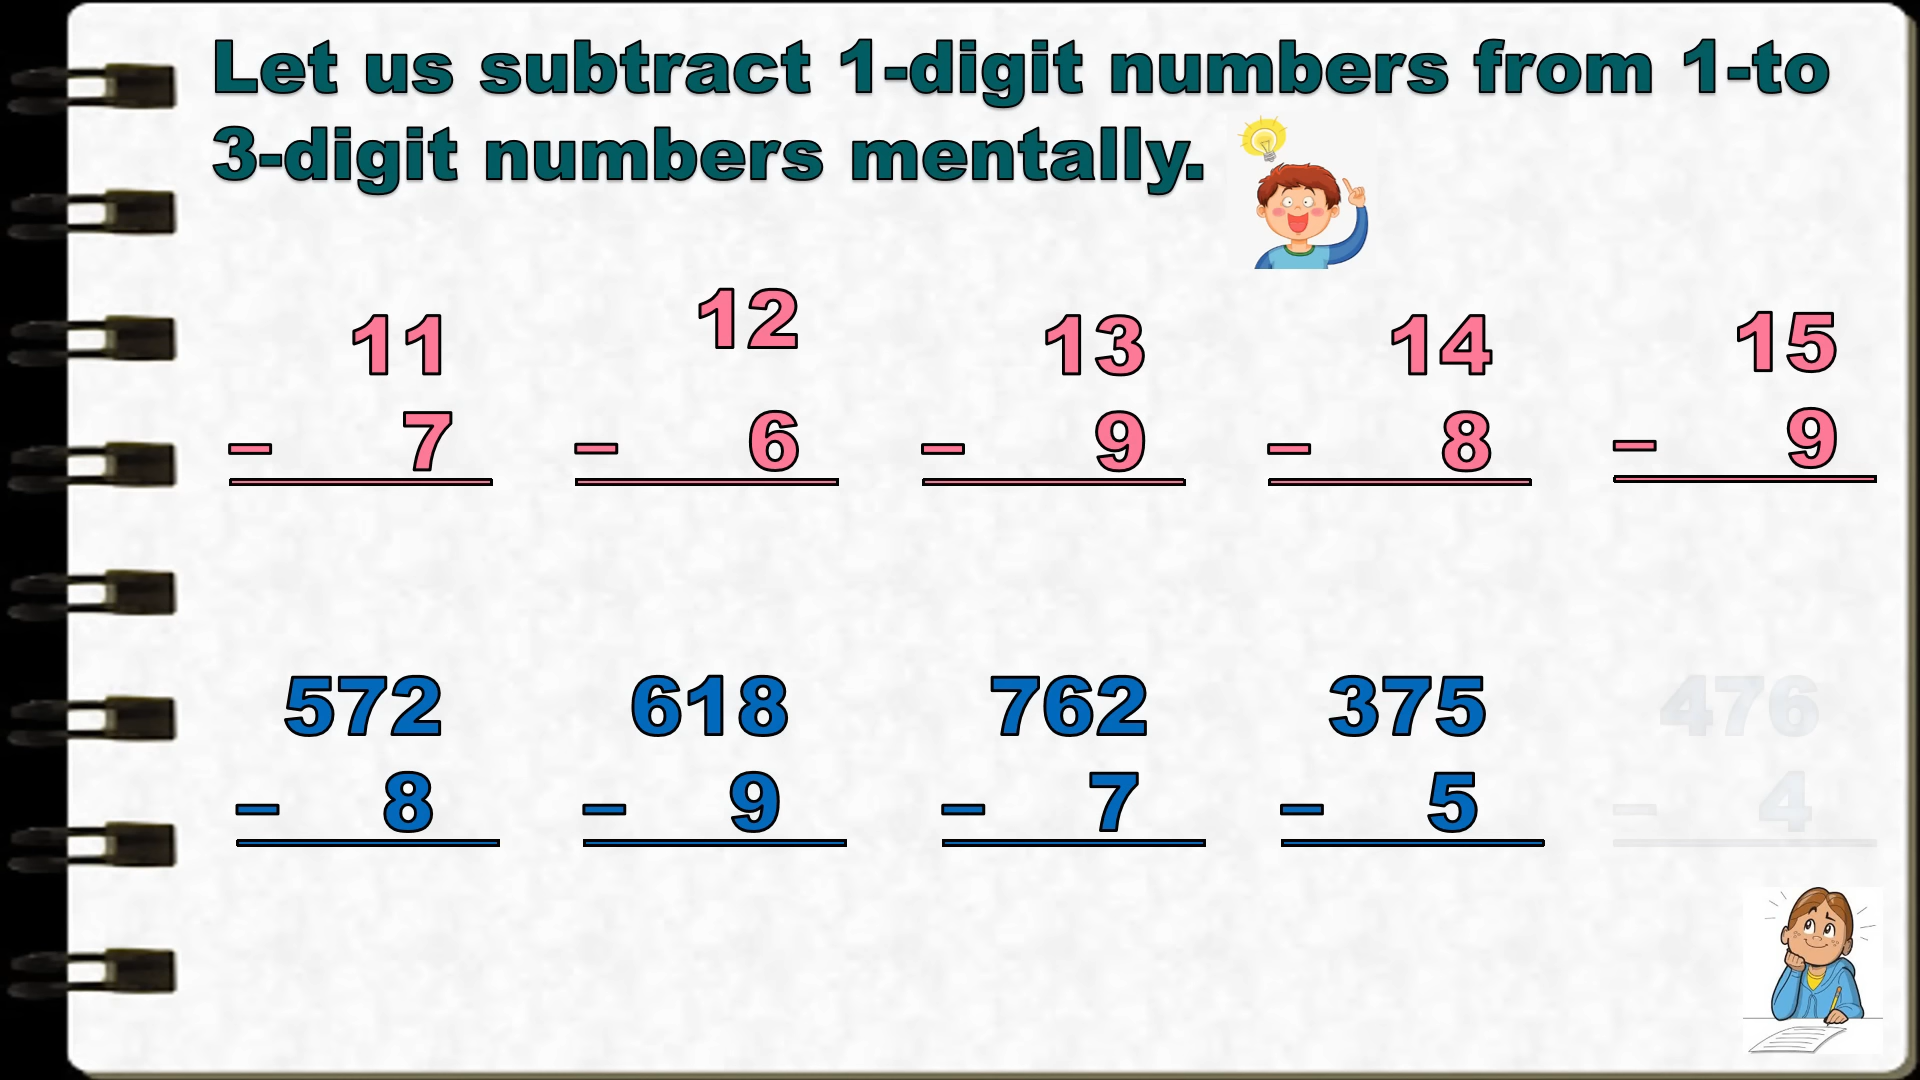 Let us subtract 1-digit numbers from 1-to
3-digit numbers mentally.
11 12 13 14 15
– 7 – 6 – 9 – 8 – 9
572 618 762 375 476
– 8 – 9 – 7 – 5 – 4